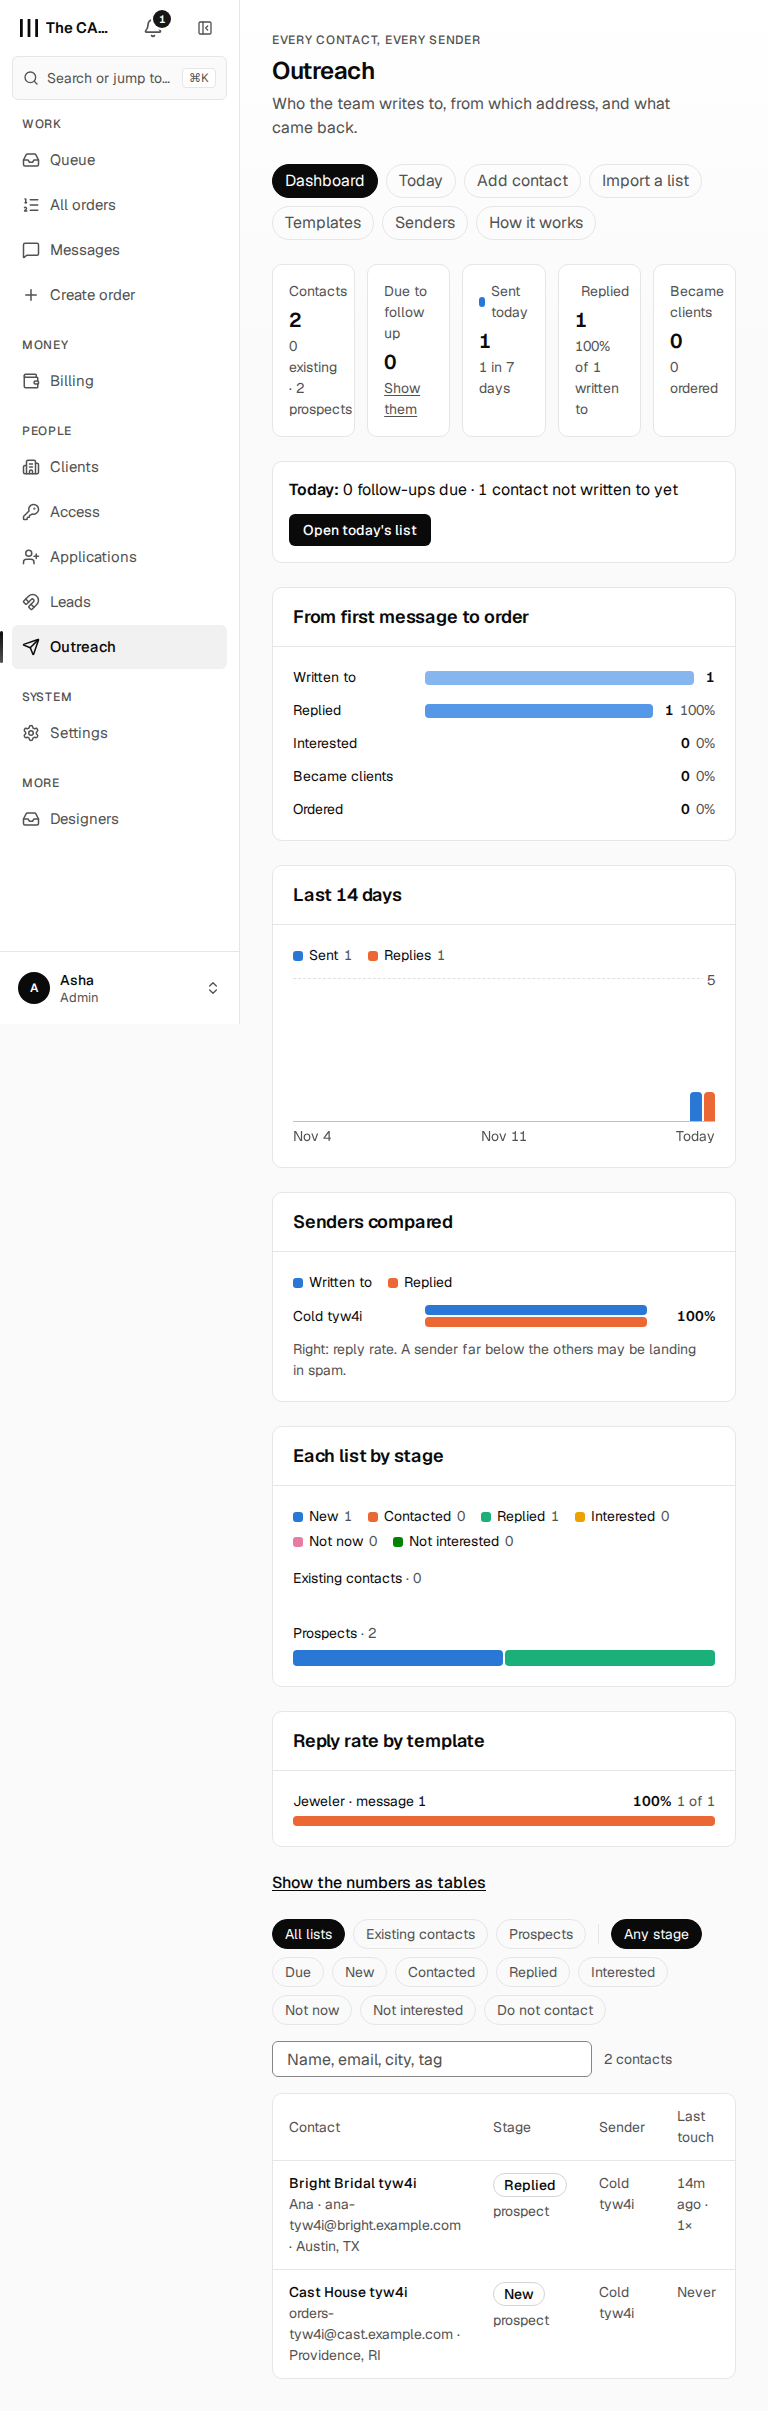 The CA...
1
Search or jump to...
⌘K
WORK
Queue
All orders
Messages
Create order
MONEY
Billing
PEOPLE
Clients
Access
Applications
Leads
Outreach
SYSTEM
Settings
MORE
Designers
A
Asha
Admin
EVERY CONTACT, EVERY SENDER
Outreach
Who the team writes to, from which address, and what
came back.
Dashboard Today Add contact Import a list
Templates Senders How it works
Contacts
2
0
existing
· 2
prospects
Due to
follow
up
0
Show
them
Sent
today
1
1 in 7
days
Replied
1
100%
of 1
written
to
Became
clients
0
0
ordered
Today: 0 follow-ups due · 1 contact not written to yet
Open today's list
From first message to order
Written to 1
Replied 1 100%
Interested 0 0%
Became clients 0 0%
Ordered 0 0%
Last 14 days
Sent 1 Replies 1
5
Nov 4 Nov 11 Today
Senders compared
Written to Replied
Cold tyw4i 100%
Right: reply rate. A sender far below the others may be landing
in spam.
Each list by stage
New 1 Contacted 0 Replied 1 Interested 0
Not now 0 Not interested 0
Existing contacts · 0
Prospects · 2
Reply rate by template
Jeweler · message 1 100% 1 of 1
Show the numbers as tables
All lists Existing contacts Prospects Any stage
Due New Contacted Replied Interested
Not now Not interested Do not contact
Name, email, city, tag 2 contacts
Contact Stage Sender Last
touch
Bright Bridal tyw4i
Ana · ana-
tyw4i@bright.example.com
· Austin, TX
Replied
prospect
Cold
tyw4i
14m
ago ·
1×
Cast House tyw4i
orders-
tyw4i@cast.example.com ·
Providence, RI
New
prospect
Cold
tyw4i
Never